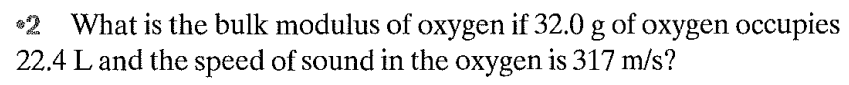 •2 What is the bulk modulus of oxygen if 32.0 g of oxygen occupies
22.4 L and the speed of sound in the oxygen is 317 m/s?